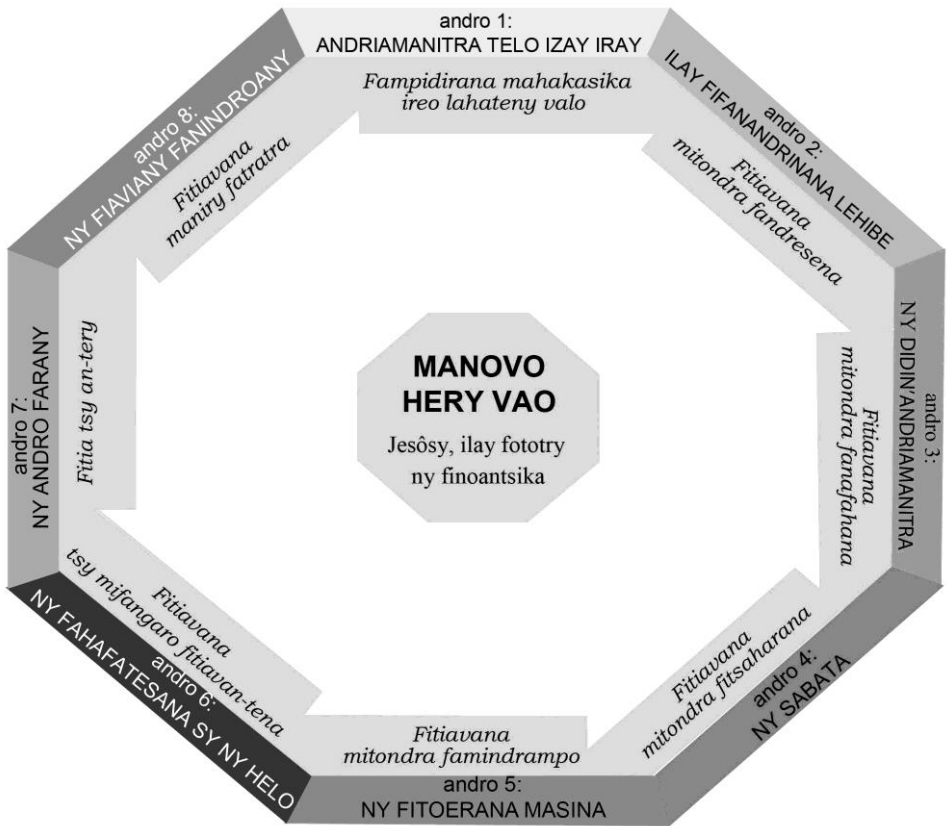 andro 1:
ANDRIAMANITRA TELO IZAY IRAY
Fampidirana mahakasika
ireo lahateny valo
andro 2:
ILAY FIFANANDRINANA LEHIBE
Fitiavana
mitondra fandresena
andro 3:
NY DIDIN'ANDRIAMANITRA
Fitiavana
mitondra fanafahana
andro 4:
NY SABATA
Fitiavana
mitondra fitsaharana
andro 5:
NY FITOERANA MASINA
Fitiavana
mitondra famindrampo
andro 6:
NY FAHAFATESANA SY NY HELO
Fitiavana
tsy mifangaro fitiavan-tena
andro 7:
NY ANDRO FARANY
Fitia tsy an-tery
andro 8:
NY FIAVIANY FANINDROANY
Fitiavana
maniry fatratra
MANOVO
HERY VAO
Jesôsy, ilay fototry
ny finoantsika